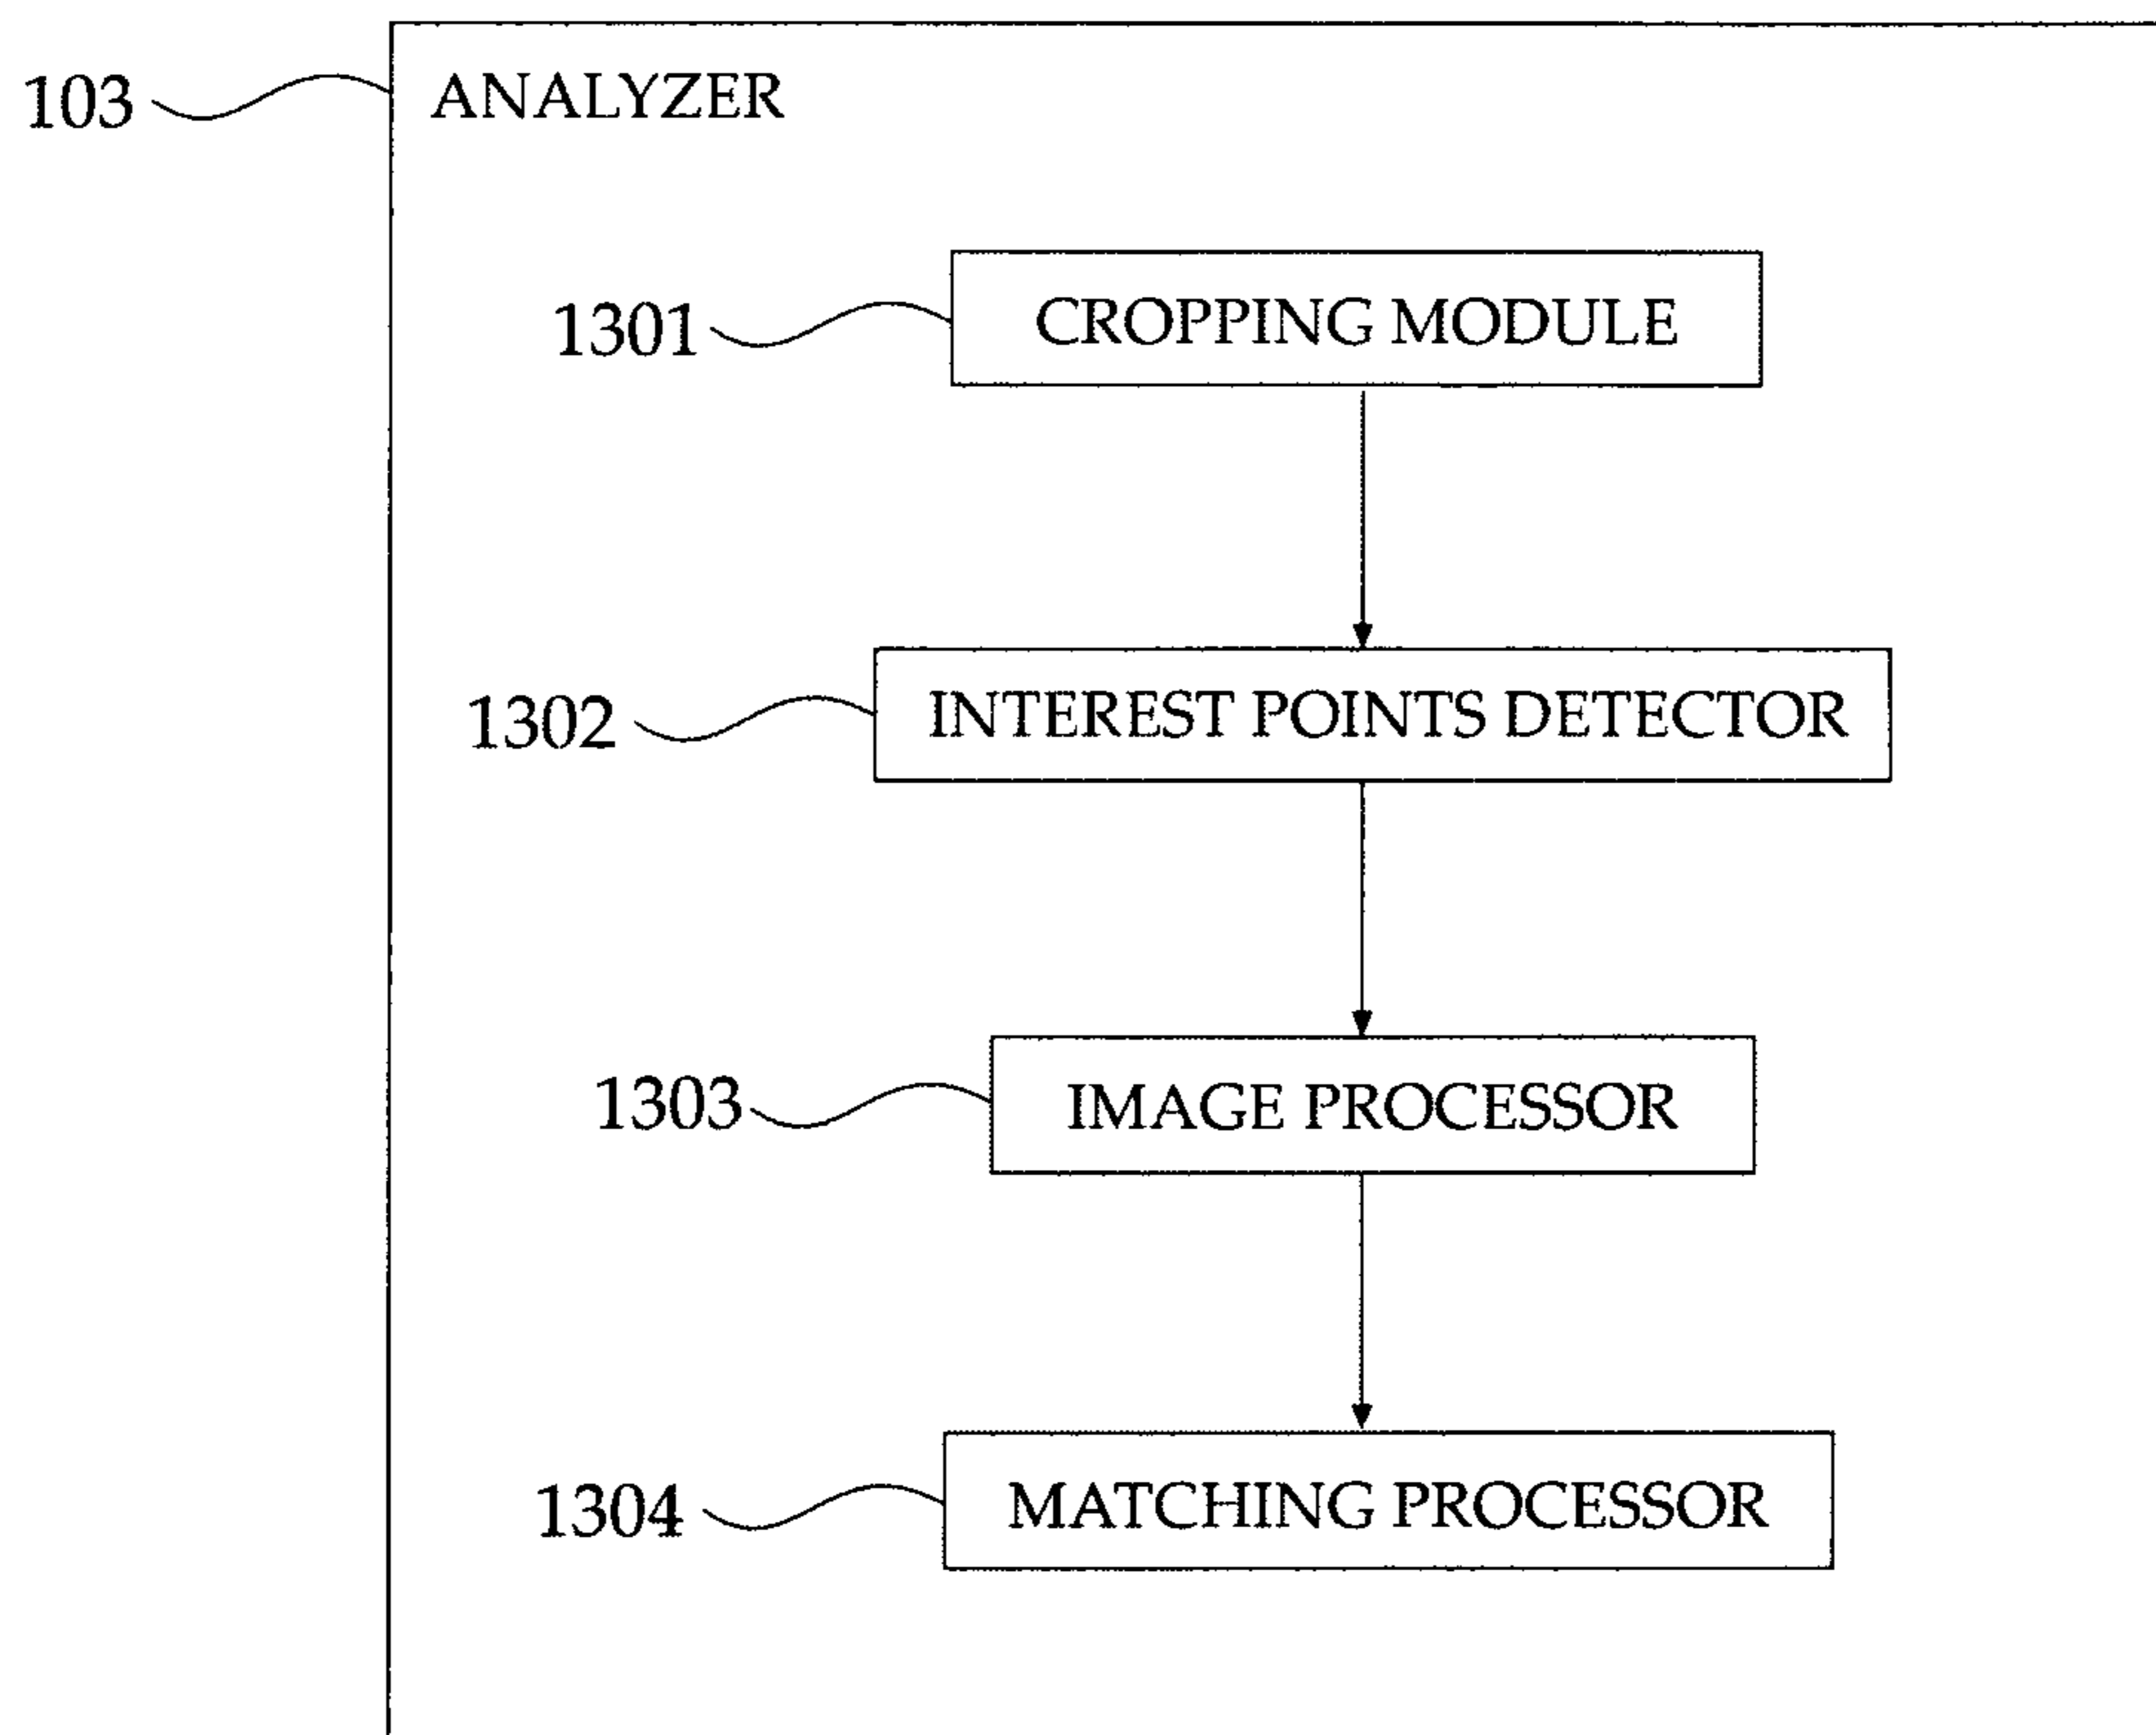 103 ANALYZER
1301 CROPPING MODULE
1302 INTEREST POINTS DETECTOR
1303 IMAGE PROCESSOR
1304 MATCHING PROCESSOR